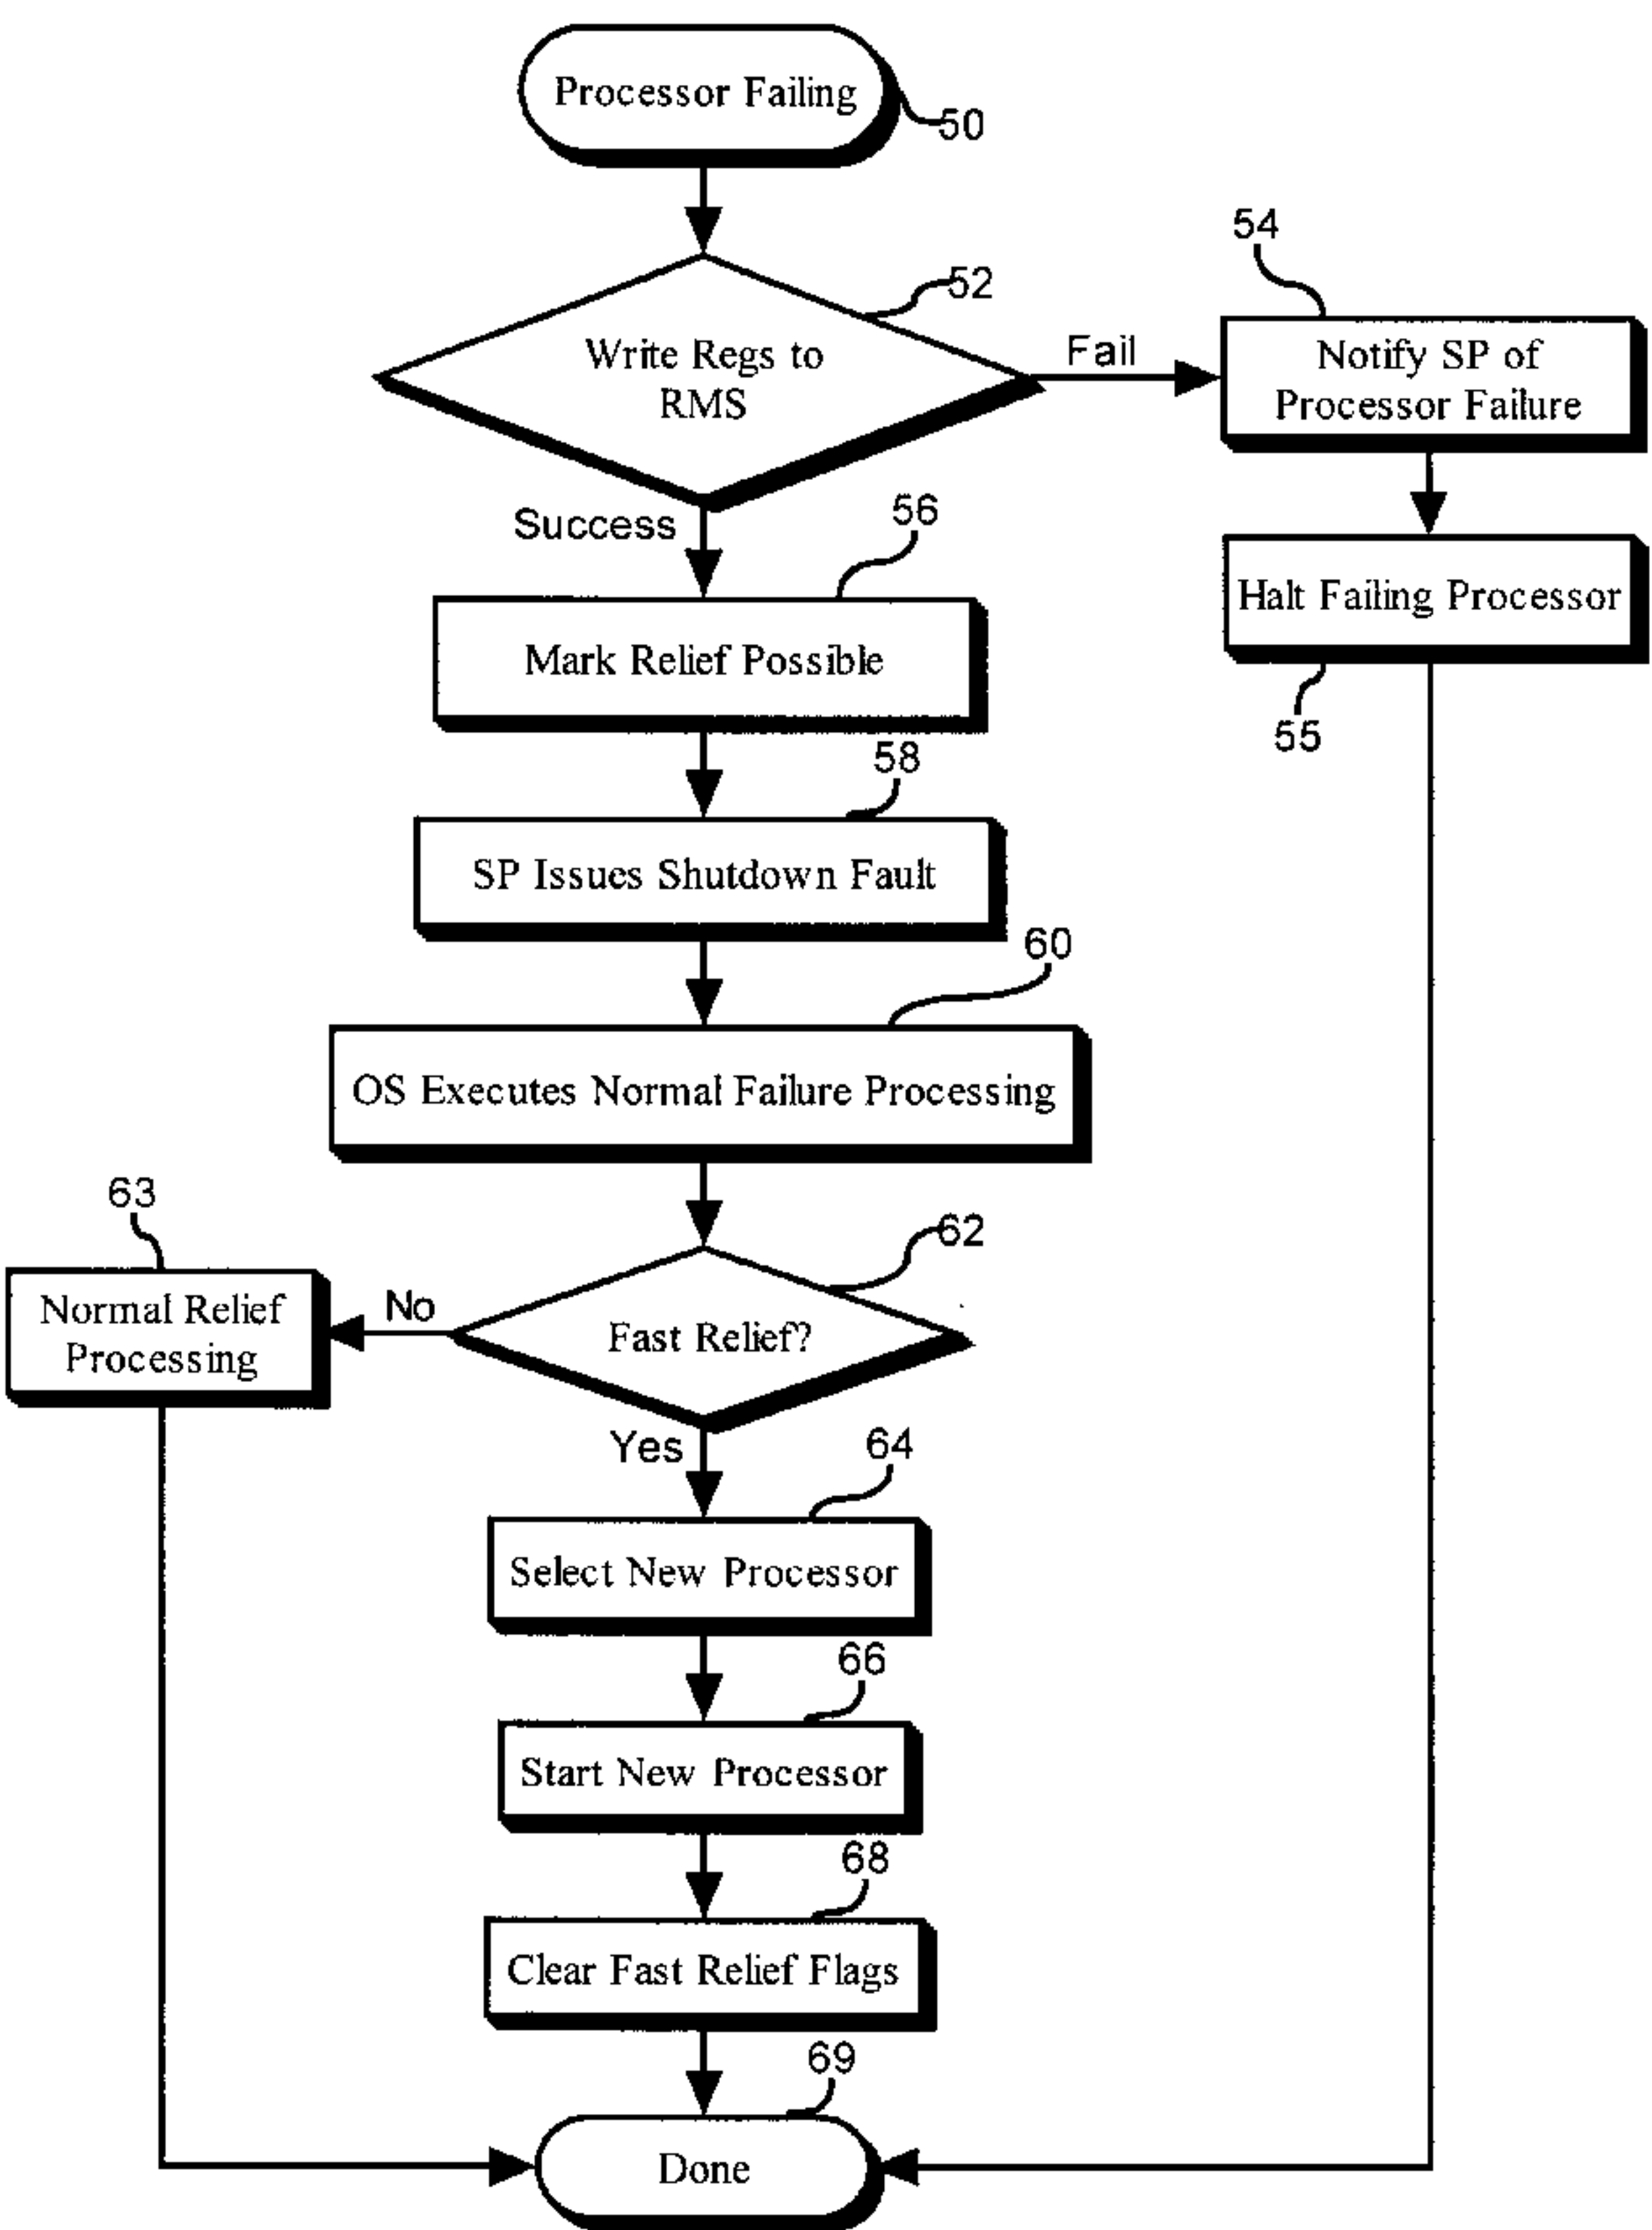 Processor Failing
50
52
Write Regs to
RMS
Fail
54
Notify SP of
Processor Failure
Halt Failing Processor
55
Success
56
Mark Relief Possible
58
SP Issues Shutdown Fault
60
OS Executes Normal Failure Processing
62
Fast Relief?
No
63
Normal Relief
Processing
Yes
64
Select New Processor
66
Start New Processor
68
Clear Fast Relief Flags
69
Done